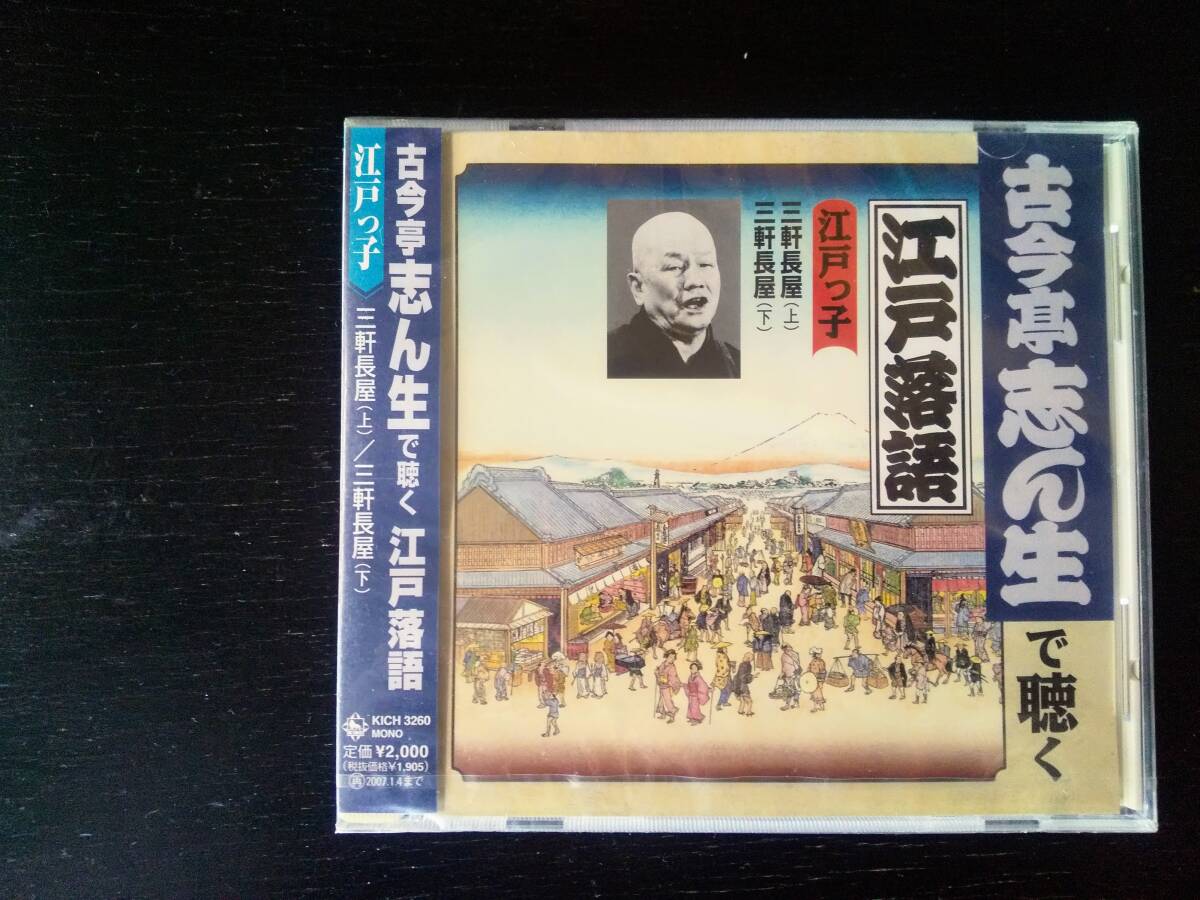 江戸っ子
三軒長屋（上）／三軒長屋（下）
古今亭志ん生で聴く江戸落語
KICH 3260
MONO
定価 ¥2,000
（税抜価格¥1,905）
再 2007.1.4まで
古今亭志ん生で聴く
江戸落語
江戸っ子
三軒長屋（上）
三軒長屋（下）